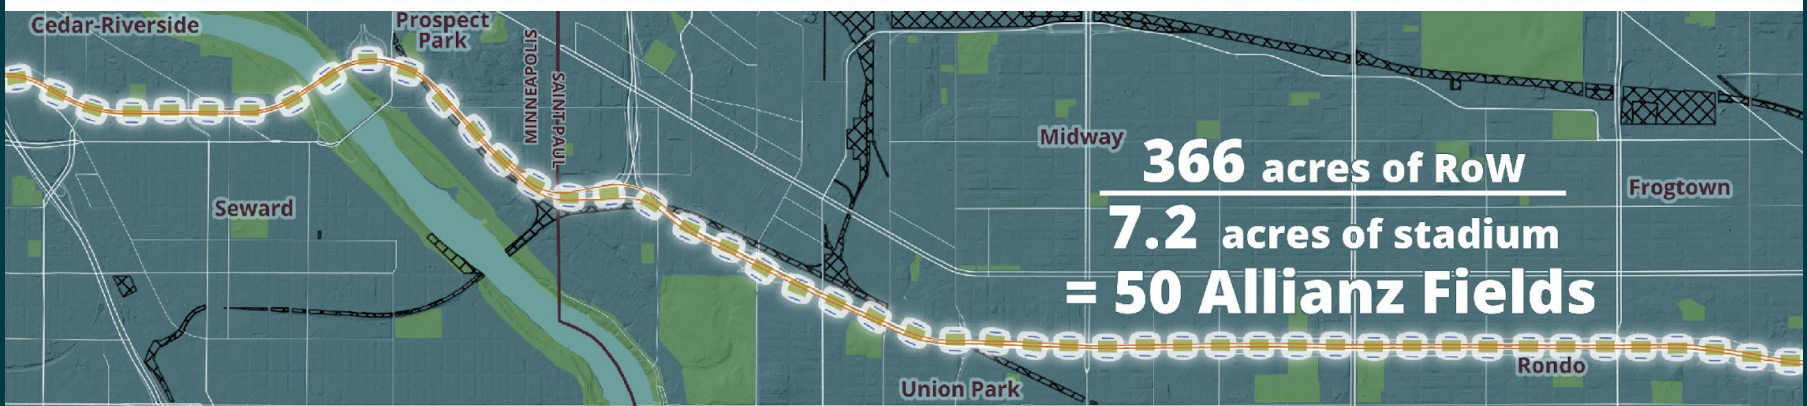 Cedar-Riverside
Prospect
Park
MINNEAPOLIS
SAINT PAUL
Midway
366 acres of RoW
7.2 acres of stadium
= 50 Allianz Fields
Frogtown
Seward
Rondo
Union Park